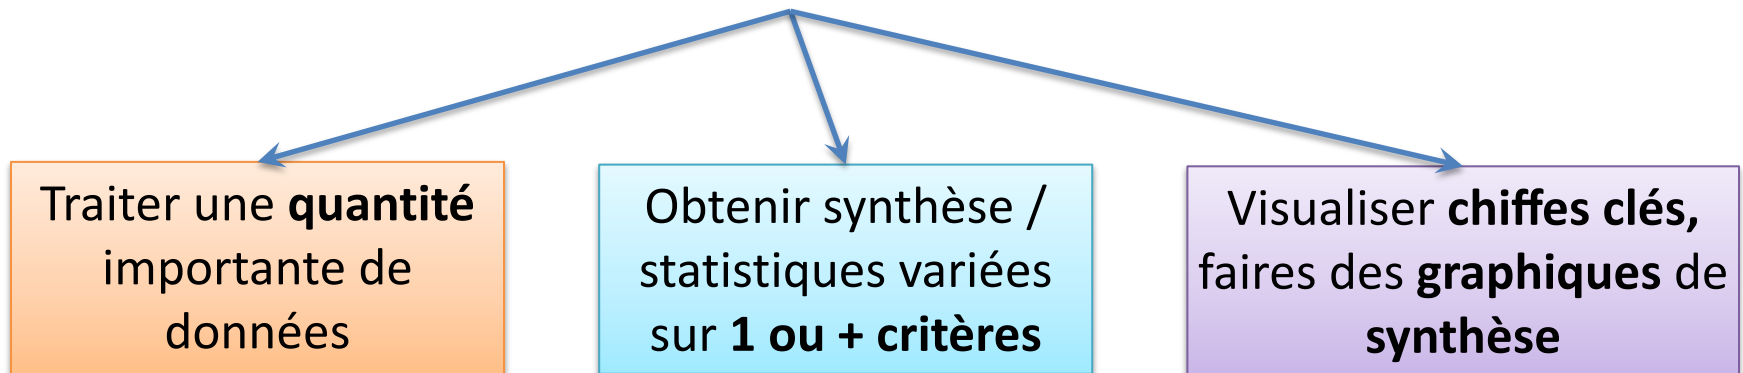 Traiter une quantité
importante de
données
Obtenir synthèse /
statistiques variées
sur 1 ou + critères
Visualiser chiffes clés,
faires des graphiques de
synthèse